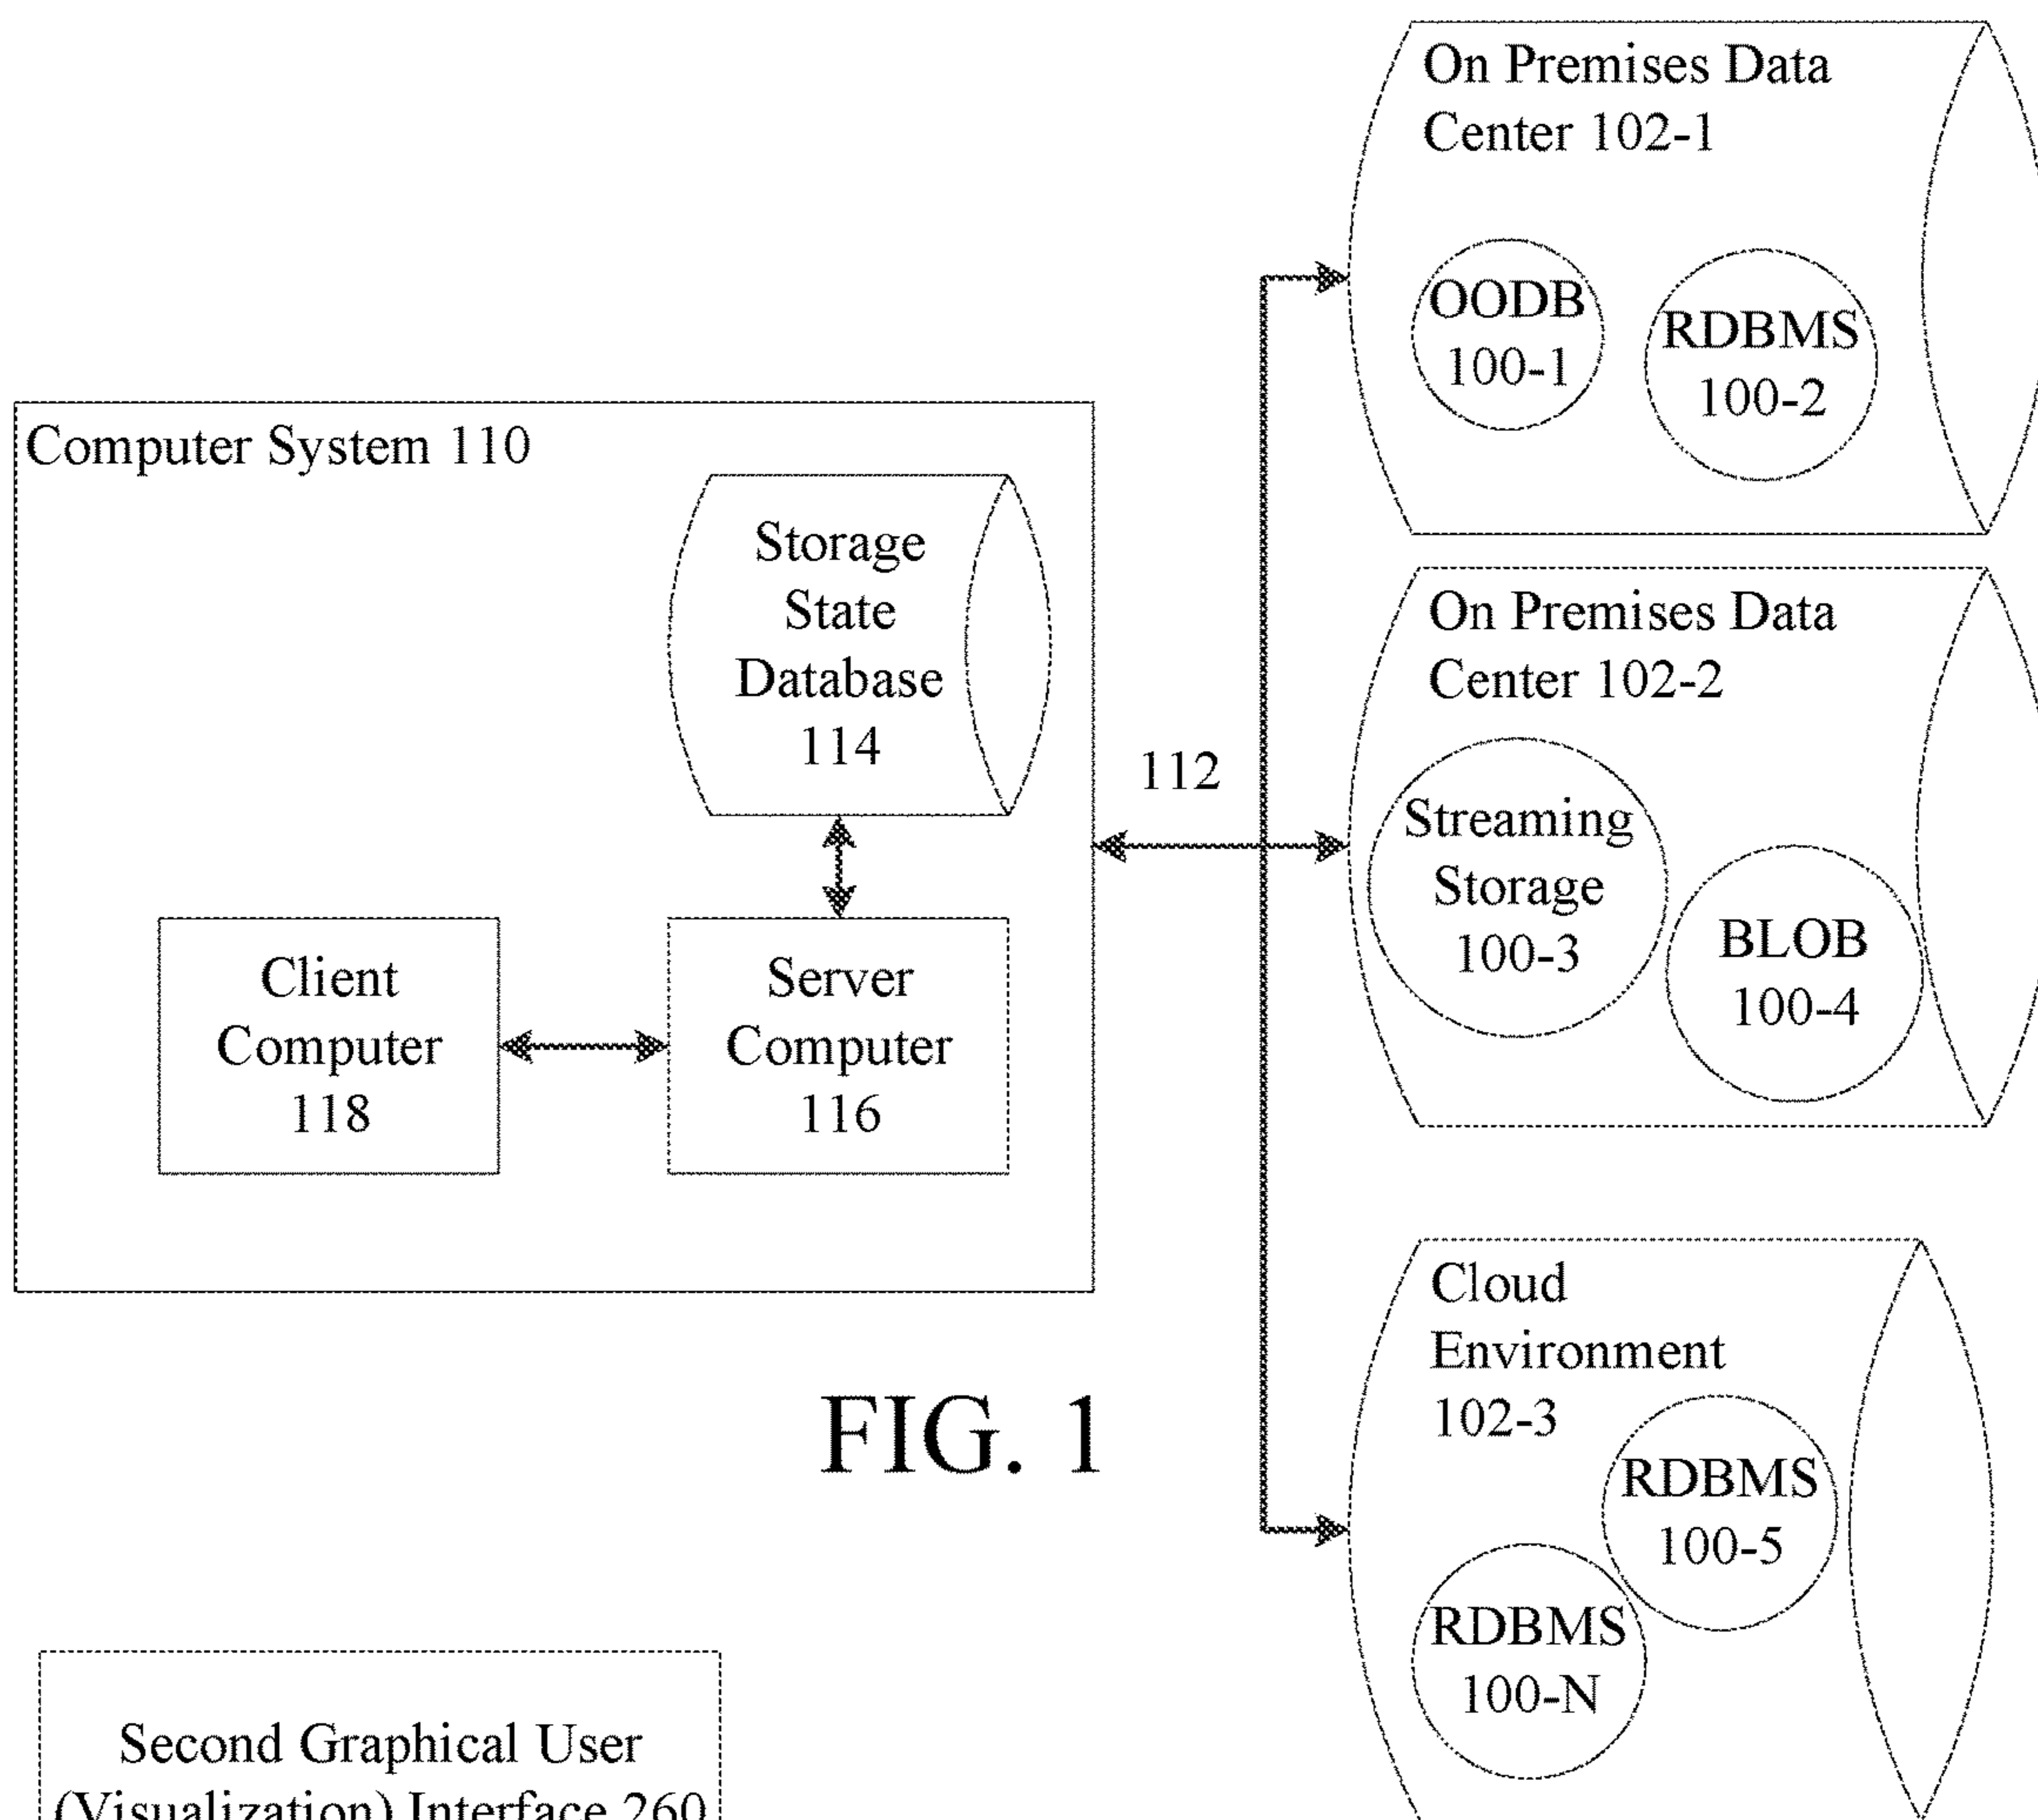 On Premises Data
Center 102-1
OODB
100-1
RDBMS
100-2
Computer System 110
Storage
State
Database
114
112
Client
Computer
118
Server
Computer
116
On Premises Data
Center 102-2
Streaming
Storage
100-3
BLOB
100-4
Cloud
Environment
102-3
RDBMS
100-5
RDBMS
100-N
FIG. 1
Second Graphical User
(Visualization) Interface 260